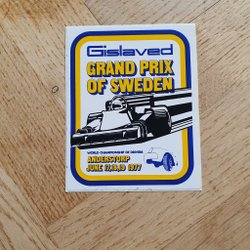 Gislaved
GRAND PRIX
OF SWEDEN
WORLD CHAMPIONSHIP OF DRIVERS
ANDERSTORP
JUNE 17,18,19 1977